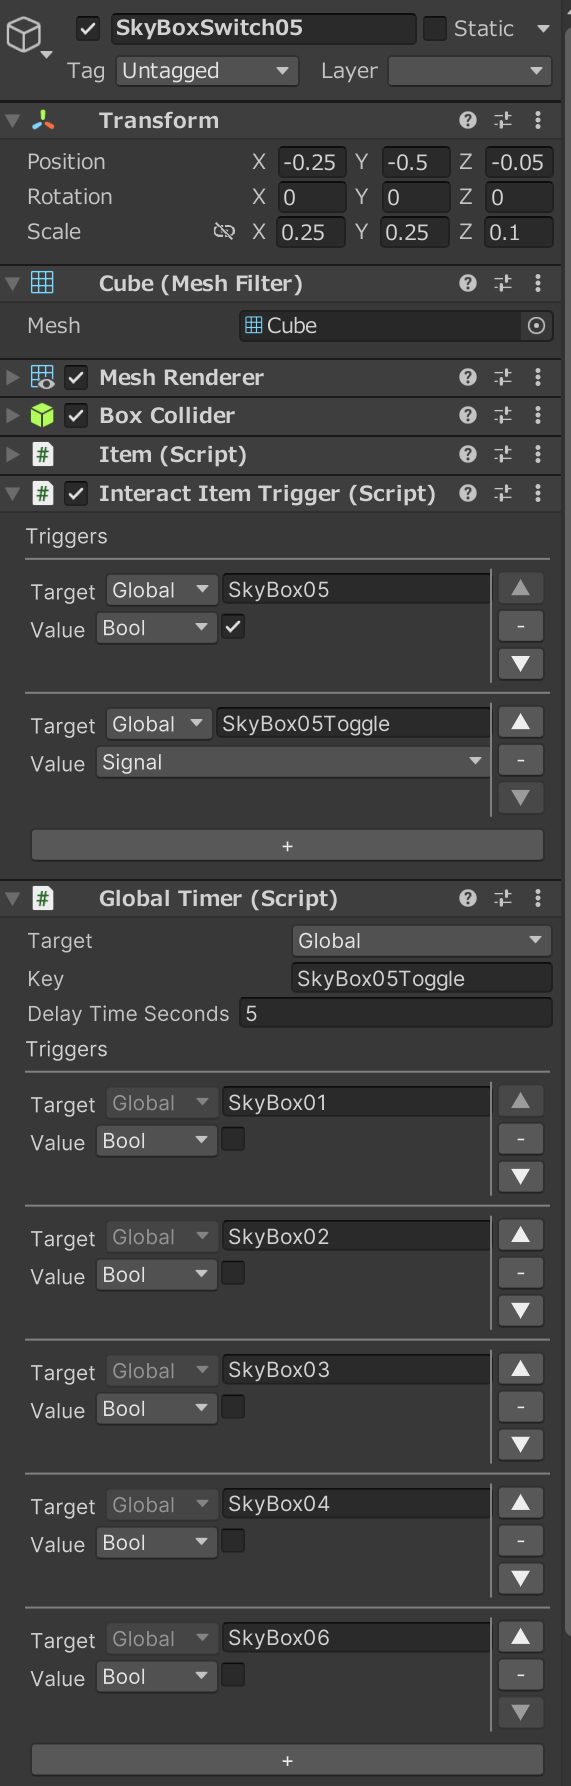 SkyBoxSwitch05 Static
Tag Untagged Layer
Transform
Position X -0.25 Y -0.5 Z -0.05
Rotation X 0 Y 0 Z 0
Scale X 0.25 Y 0.25 Z 0.1
Cube (Mesh Filter)
Mesh Cube
Mesh Renderer
Box Collider
# Item (Script)
# Interact Item Trigger (Script)
Triggers
Target Global SkyBox05
Value Bool
-
Target Global SkyBox05Toggle
Value Signal
-
+
# Global Timer (Script)
Target Global
Key SkyBox05Toggle
Delay Time Seconds 5
Triggers
Target Global SkyBox01
Value Bool
-
Target Global SkyBox02
Value Bool
-
Target Global SkyBox03
Value Bool
-
Target Global SkyBox04
Value Bool
-
Target Global SkyBox06
Value Bool
-
+